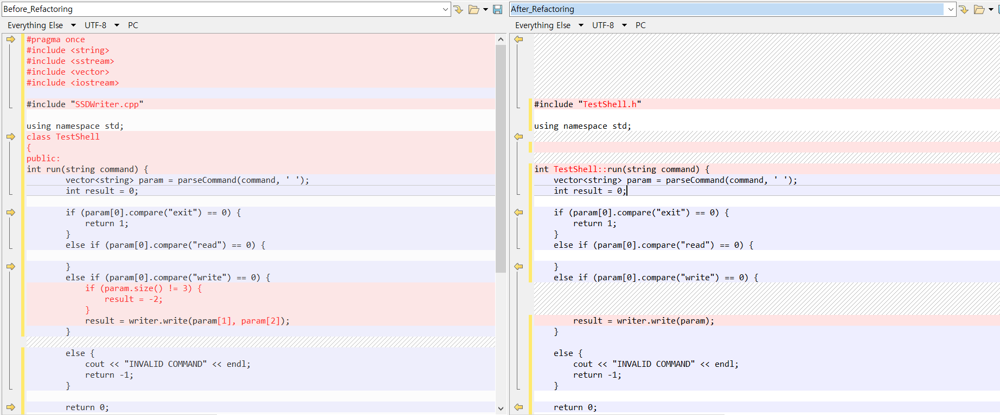 Before_Refactoring
Everything Else UTF-8 PC
#pragma once
#include <string>
#include <sstream>
#include <vector>
#include <iostream>
#include "SSDWriter.cpp"
using namespace std;
class TestShell
{
public:
int run(string command) {
vector<string> param = parseCommand(command, ' ');
int result = 0;
if (param[0].compare("exit") == 0) {
return 1;
}
else if (param[0].compare("read") == 0) {
}
else if (param[0].compare("write") == 0) {
if (param.size() != 3) {
result = -2;
}
result = writer.write(param[1], param[2]);
}
else {
cout << "INVALID COMMAND" << endl;
return -1;
}
return 0;
After_Refactoring
Everything Else UTF-8 PC
#include "TestShell.h"
using namespace std;
int TestShell::run(string command) {
vector<string> param = parseCommand(command, ' ');
int result = 0;
if (param[0].compare("exit") == 0) {
return 1;
}
else if (param[0].compare("read") == 0) {
}
else if (param[0].compare("write") == 0) {
result = writer.write(param);
}
else {
cout << "INVALID COMMAND" << endl;
return -1;
}
return 0;